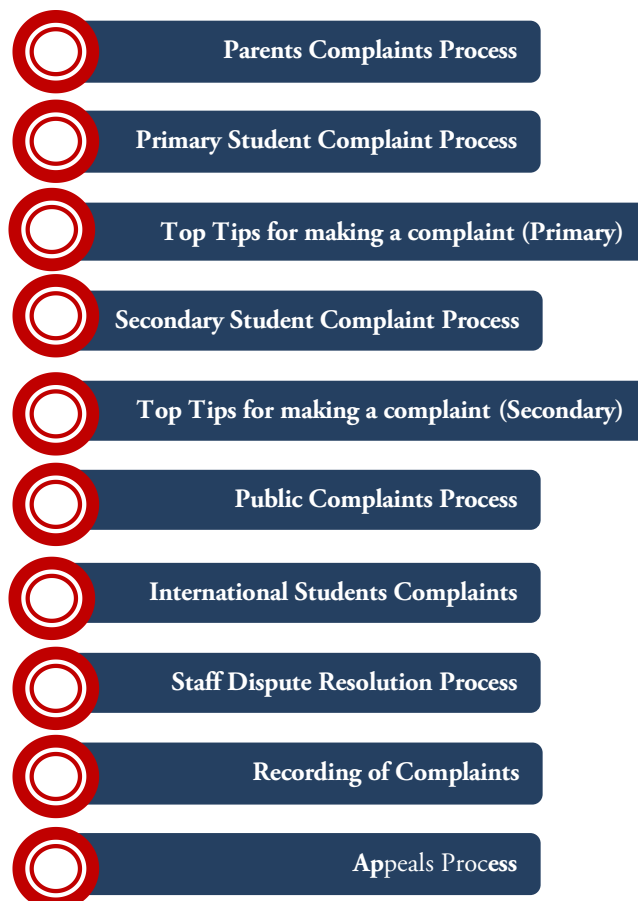 Parents Complaints Process
Primary Student Complaint Process
Top Tips for making a complaint (Primary)
Secondary Student Complaint Process
Top Tips for making a complaint (Secondary)
Public Complaints Process
International Students Complaints
Staff Dispute Resolution Process
Recording of Complaints
Appeals Process